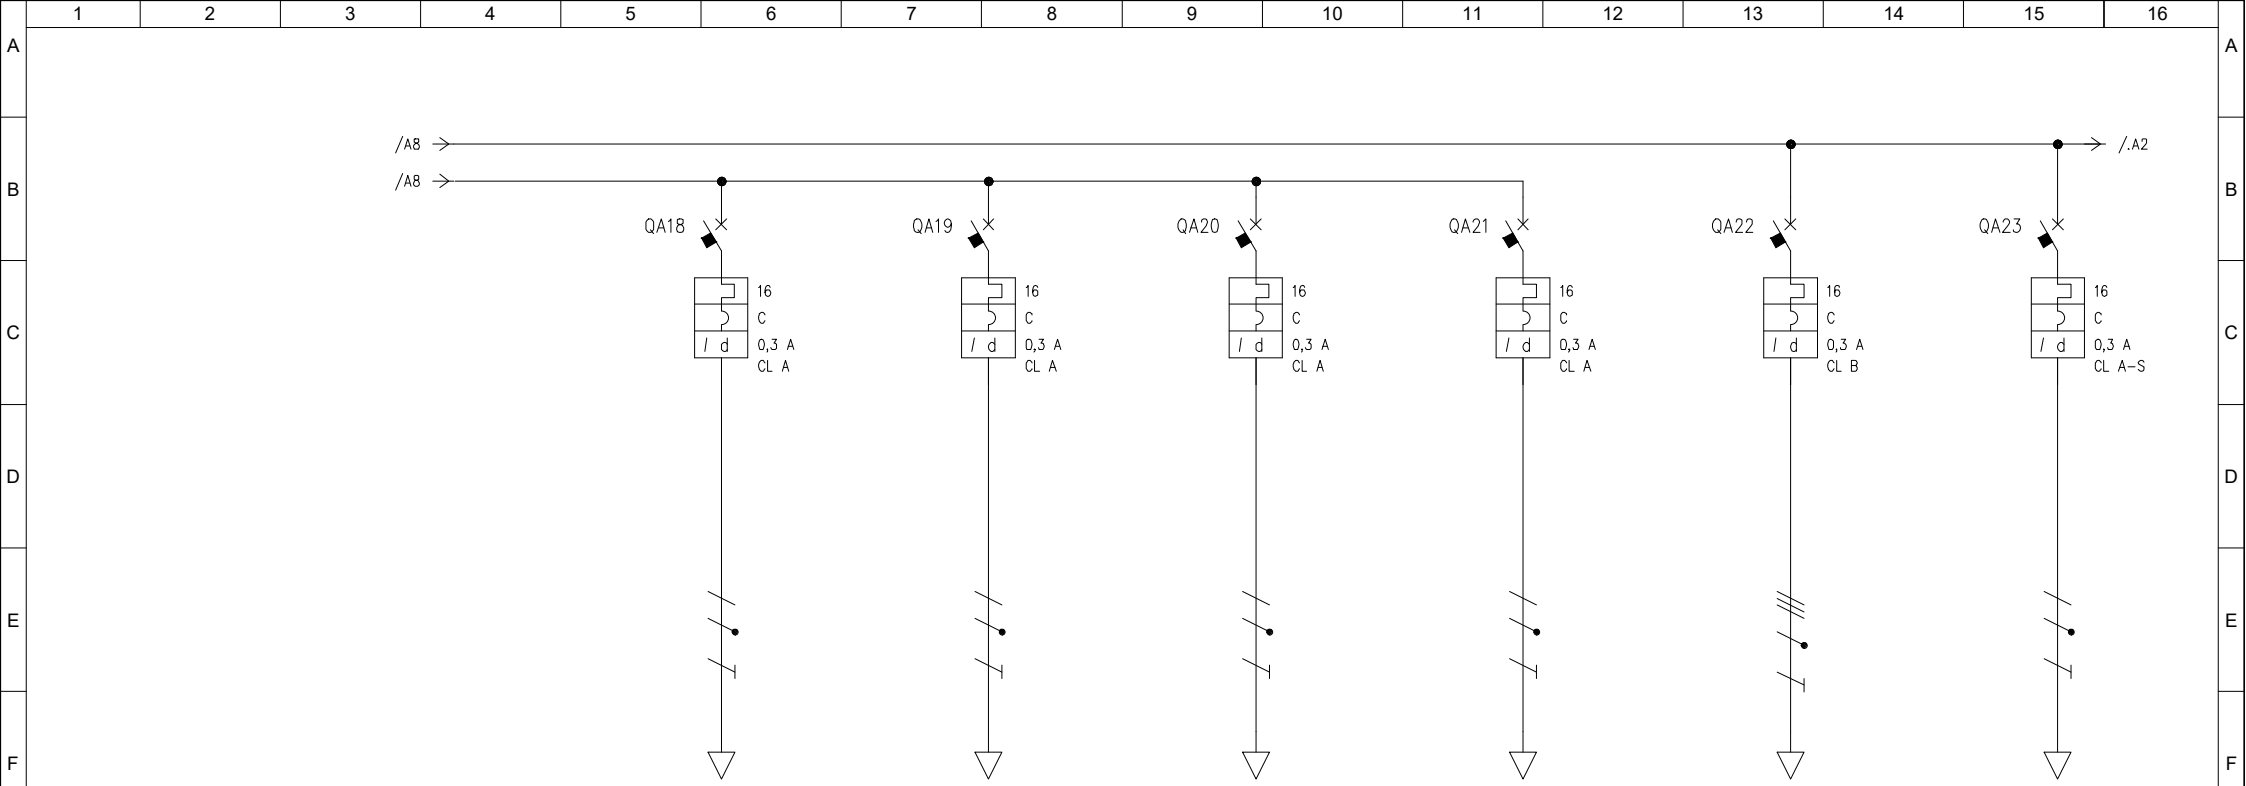 1 2 3 4 5 6 7 8 9 10 11 12 13 14 15 16
A A
/A8 /.A2
/A8
B B
QA18 QA19 QA20 QA21 QA22 QA23
16 16 16 16 16 16
C C C C C C
C C
I d I d I d I d I d I d
0,3 A 0,3 A 0,3 A 0,3 A 0,3 A 0,3 A
CL A CL A CL A CL A CL B CL A-S
D D
E E
F F